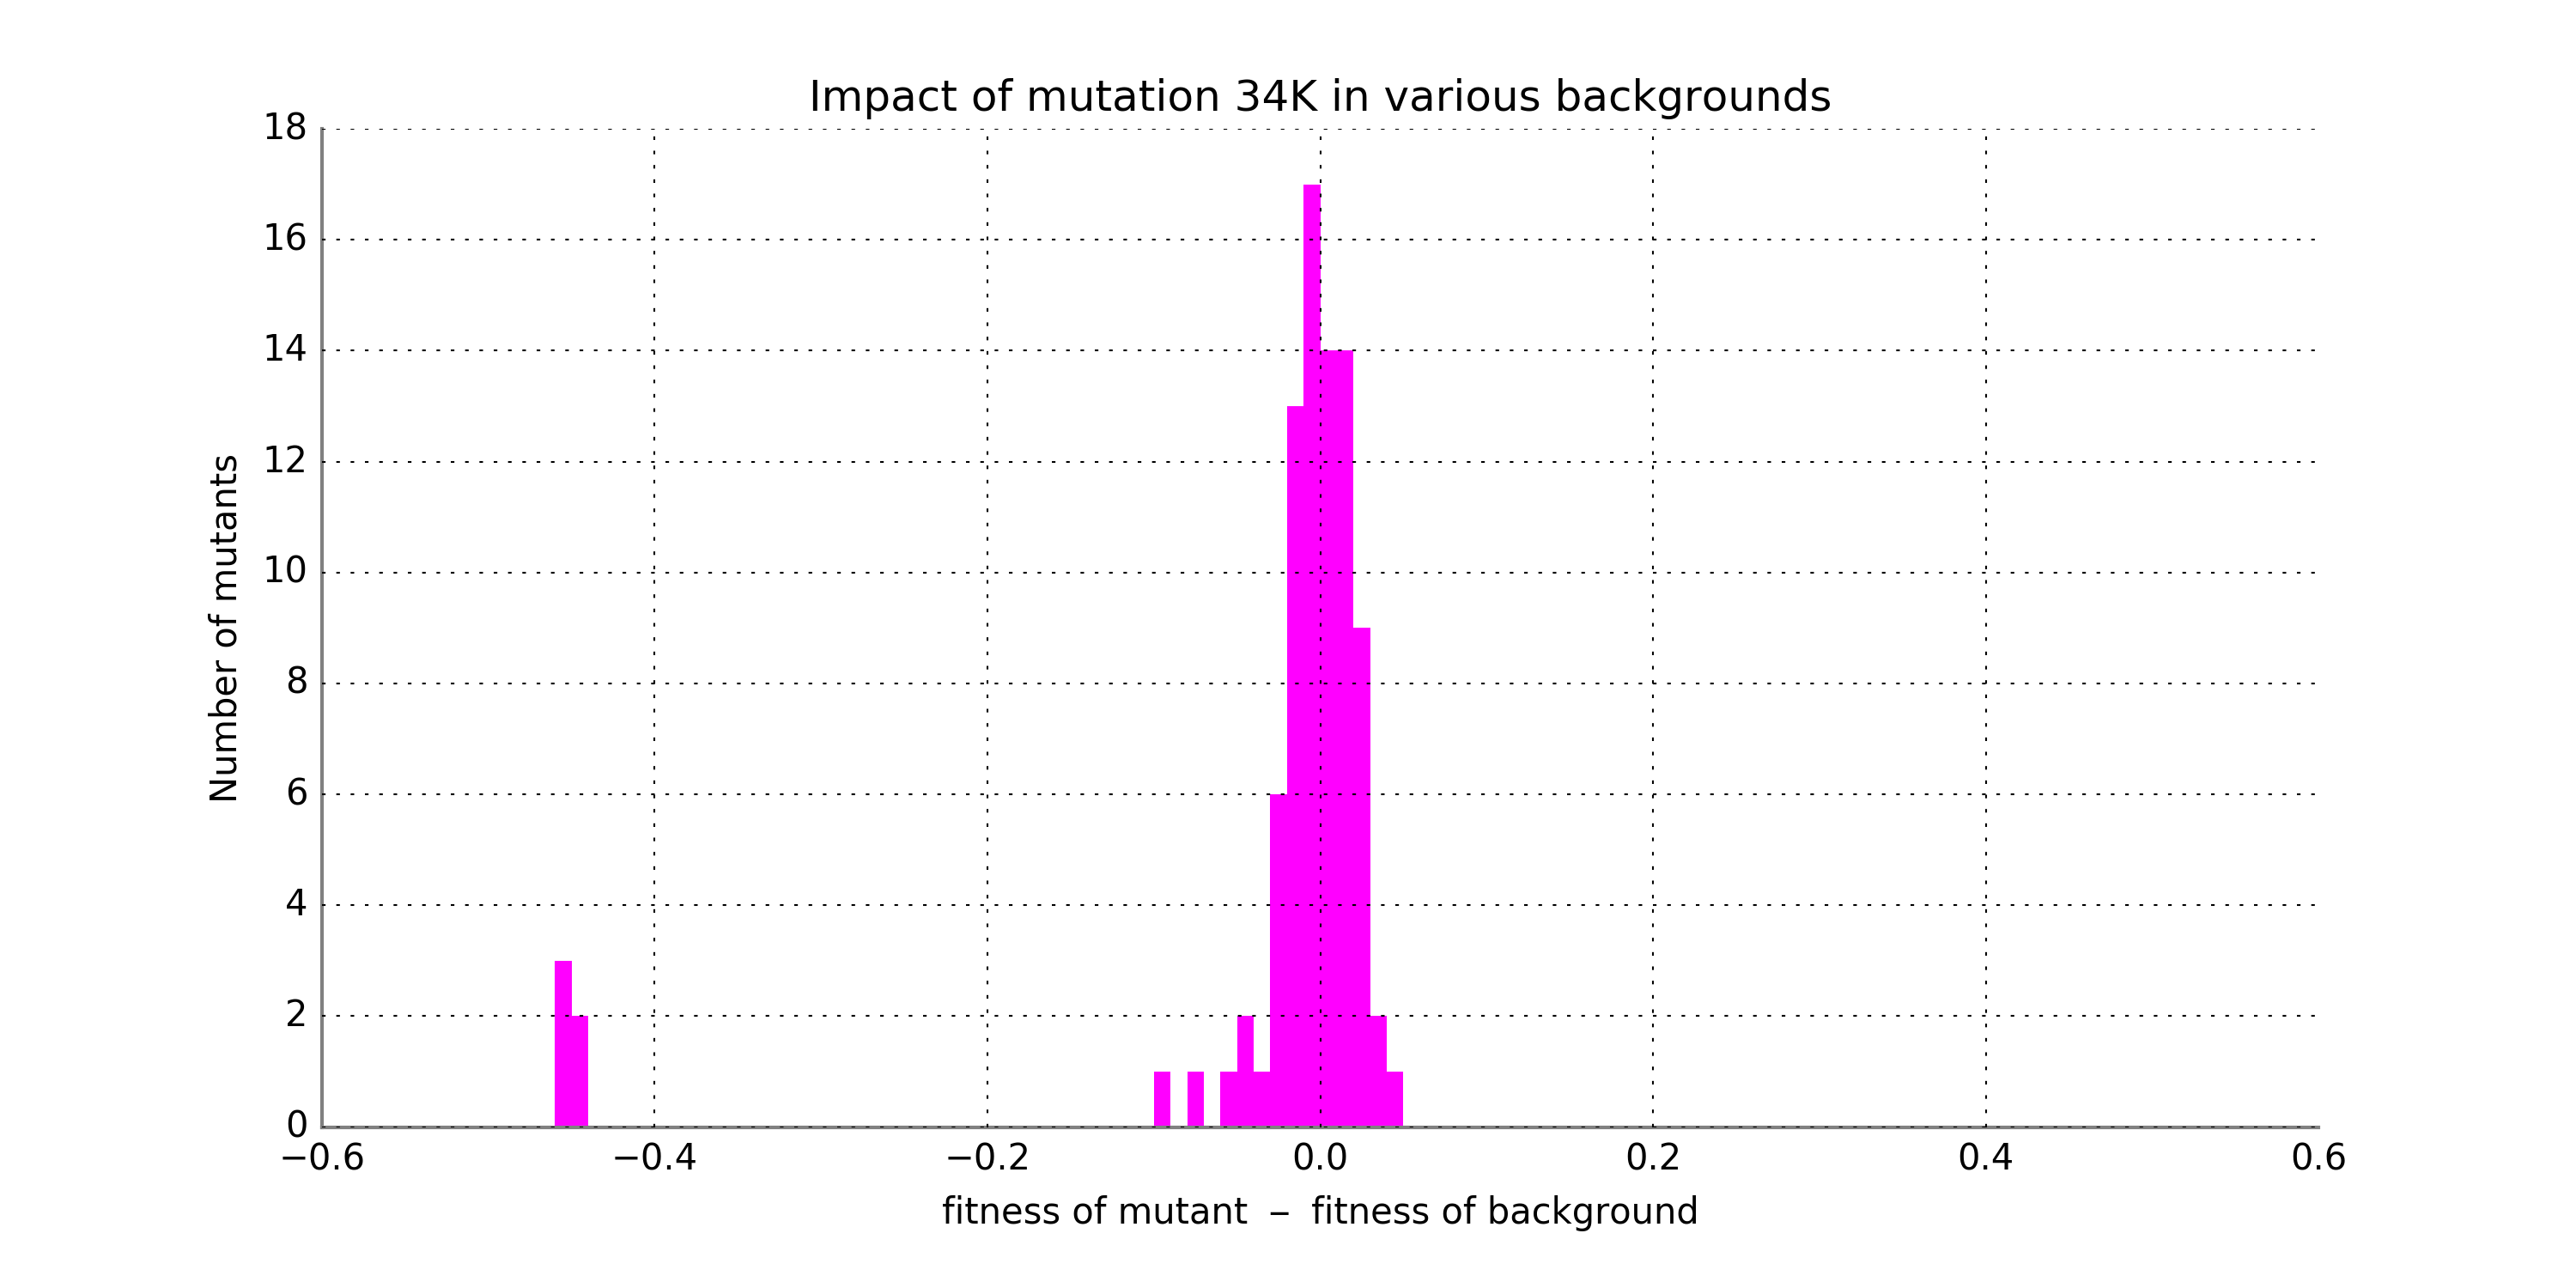 Impact of mutation 34K in various backgrounds
18
16
14
12
10
8
6
4
2
0
Number of mutants
−0.6 −0.4 −0.2 0.0 0.2 0.4 0.6
fitness of mutant − fitness of background